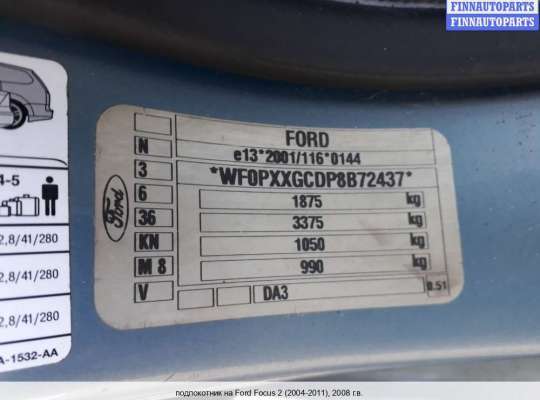 FINNAUTOPARTS.BY
FINNAUTOPARTS.BY
FORD
e13*2001/116*0144
*WF0PXXGCDP8B72437*
N
3
6
36
KN
M 8
V
1875 kg
3375 kg
1050 kg
990 kg
DA3
0.51
Ford
4-5
2,8/41/280
2,8/41/280
2,8/41/280
A-1532-AA
подлокотник на Ford Focus 2 (2004-2011), 2008 г.в.